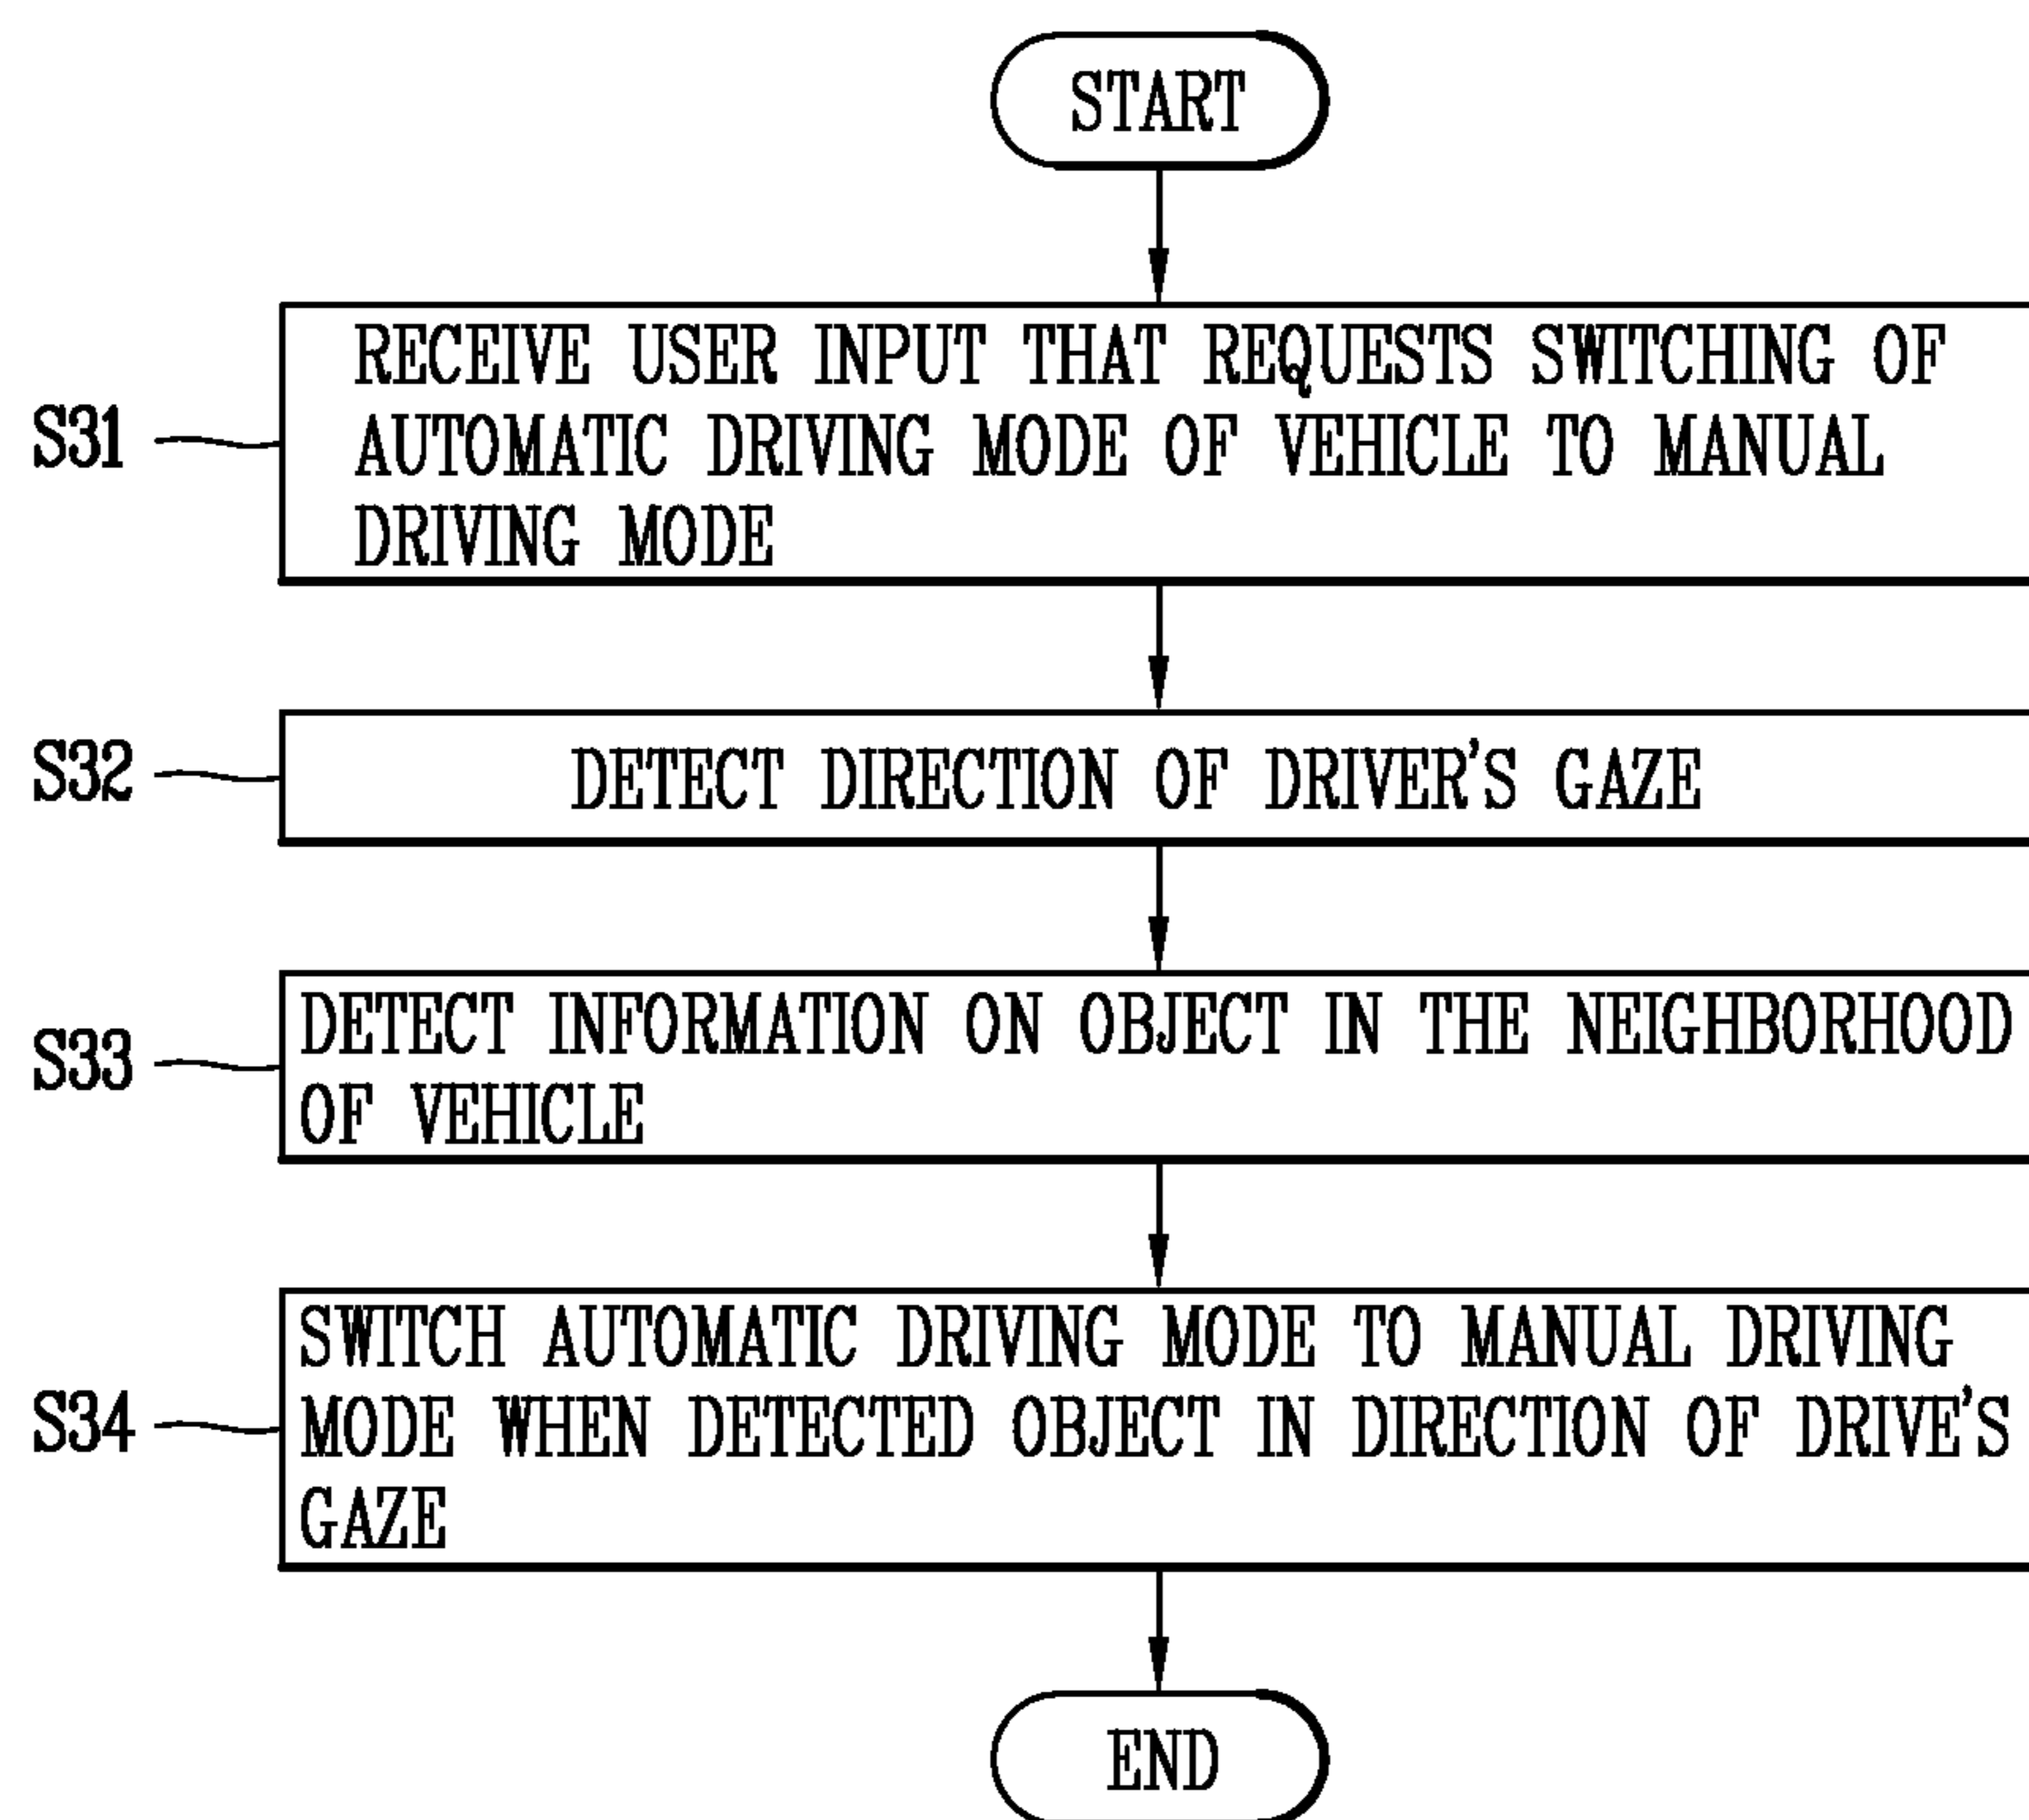 START
S31
RECEIVE USER INPUT THAT REQUESTS SWITCHING OF
AUTOMATIC DRIVING MODE OF VEHICLE TO MANUAL
DRIVING MODE
S32
DETECT DIRECTION OF DRIVER'S GAZE
S33
DETECT INFORMATION ON OBJECT IN THE NEIGHBORHOOD
OF VEHICLE
S34
SWITCH AUTOMATIC DRIVING MODE TO MANUAL DRIVING
MODE WHEN DETECTED OBJECT IN DIRECTION OF DRIVE'S
GAZE
END